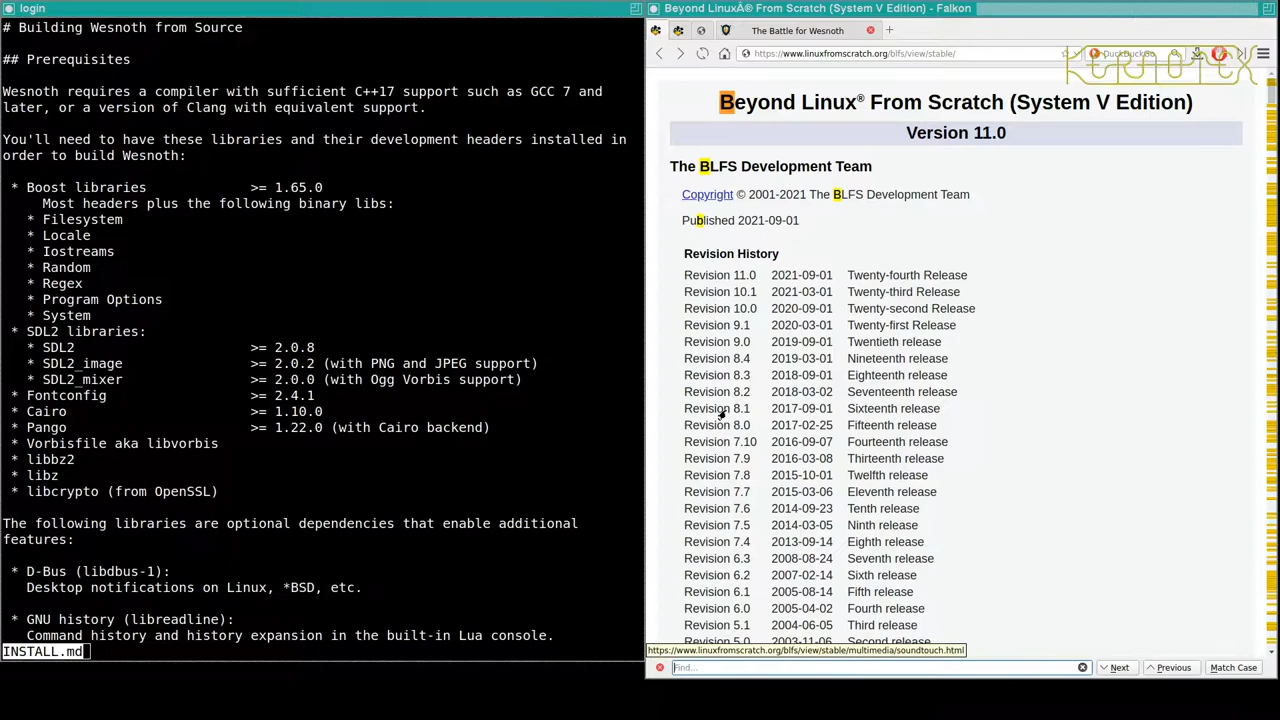 login
# Building Wesnoth from Source
## Prerequisites
Wesnoth requires a compiler with sufficient C++17 support such as GCC 7 and
later, or a version of Clang with equivalent support.
You'll need to have these libraries and their development headers installed in
order to build Wesnoth:
* Boost libraries >= 1.65.0
Most headers plus the following binary libs:
* Filesystem
* Locale
* Iostreams
* Random
* Regex
* Program Options
* System
* SDL2 libraries:
* SDL2 >= 2.0.8
* SDL2_image >= 2.0.2 (with PNG and JPEG support)
* SDL2_mixer >= 2.0.0 (with Ogg Vorbis support)
* Fontconfig >= 2.4.1
* Cairo >= 1.10.0
* Pango >= 1.22.0 (with Cairo backend)
* Vorbisfile aka libvorbis
* libbz2
* libz
* libcrypto (from OpenSSL)
The following libraries are optional dependencies that enable additional
features:
* D-Bus (libdbus-1):
Desktop notifications on Linux, *BSD, etc.
* GNU history (libreadline):
Command history and history expansion in the built-in Lua console.
INSTALL.md
Beyond LinuxÂ® From Scratch (System V Edition) - Falkon
The Battle for Wesnoth
https://www.linuxfromscratch.org/blfs/view/stable/
DuckDuckGo
Beyond Linux® From Scratch (System V Edition)
Version 11.0
The BLFS Development Team
Copyright © 2001-2021 The BLFS Development Team
Published 2021-09-01
Revision History
Revision 11.0 2021-09-01 Twenty-fourth Release
Revision 10.1 2021-03-01 Twenty-third Release
Revision 10.0 2020-09-01 Twenty-second Release
Revision 9.1 2020-03-01 Twenty-first Release
Revision 9.0 2019-09-01 Twentieth release
Revision 8.4 2019-03-01 Nineteenth release
Revision 8.3 2018-09-01 Eighteenth release
Revision 8.2 2018-03-02 Seventeenth release
Revision 8.1 2017-09-01 Sixteenth release
Revision 8.0 2017-02-25 Fifteenth release
Revision 7.10 2016-09-07 Fourteenth release
Revision 7.9 2016-03-08 Thirteenth release
Revision 7.8 2015-10-01 Twelfth release
Revision 7.7 2015-03-06 Eleventh release
Revision 7.6 2014-09-23 Tenth release
Revision 7.5 2014-03-05 Ninth release
Revision 7.4 2013-09-14 Eighth release
Revision 6.3 2008-08-24 Seventh release
Revision 6.2 2007-02-14 Sixth release
Revision 6.1 2005-08-14 Fifth release
Revision 6.0 2005-04-02 Fourth release
Revision 5.1 2004-06-05 Third release
Revision 5.0 2003-11-06 Second release
https://www.linuxfromscratch.org/blfs/view/stable/multimedia/soundtouch.html
Find...
Next
Previous
Match Case